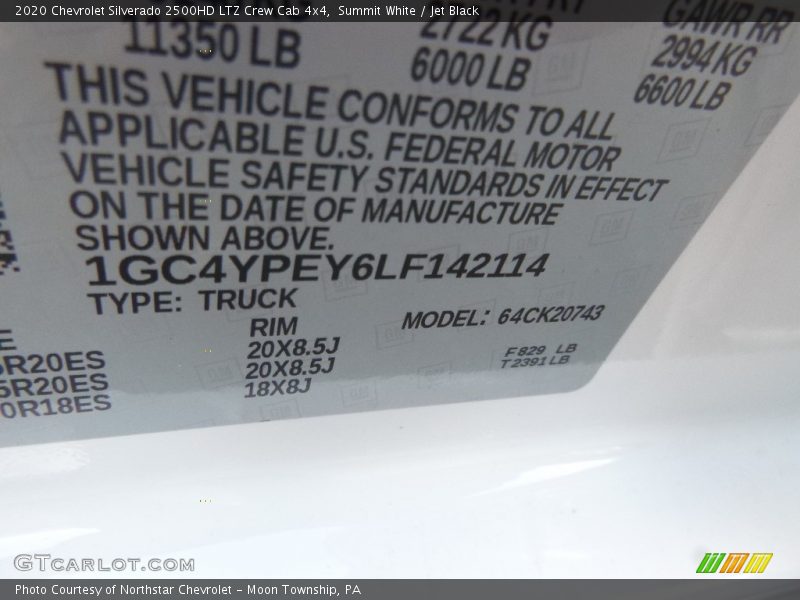 2020 Chevrolet Silverado 2500HD LTZ Crew Cab 4x4, Summit White / Jet Black
GAWR RR
11350 LB 2722 KG 2994 KG
6000 LB 6600 LB
THIS VEHICLE CONFORMS TO ALL
APPLICABLE U.S. FEDERAL MOTOR
VEHICLE SAFETY STANDARDS IN EFFECT
ON THE DATE OF MANUFACTURE
SHOWN ABOVE.
1GC4YPEY6LF142114
TYPE: TRUCK
MODEL: 64CK20743
RIM
R20ES 20X8.5J F829 LB
5R20ES 20X8.5J T2391 LB
0R18ES 18X8J
GTCARLOT.COM
Photo Courtesy of Northstar Chevrolet - Moon Township, PA